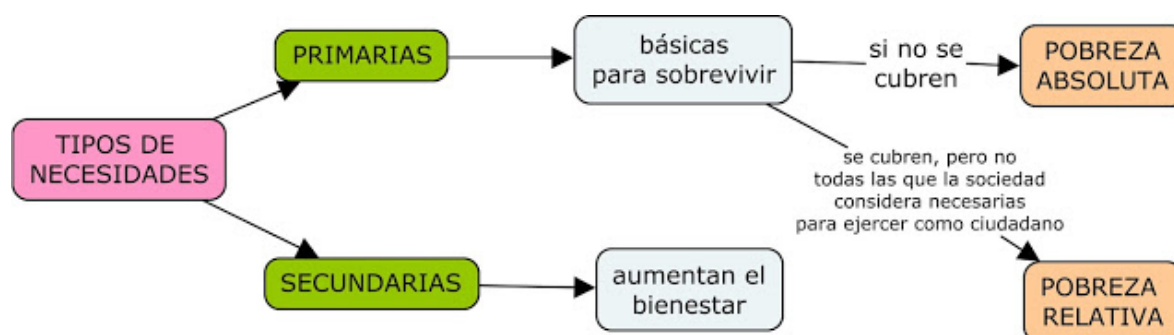 TIPOS DE
NECESIDADES
PRIMARIAS
básicas
para sobrevivir
si no se
cubren
POBREZA
ABSOLUTA
se cubren, pero no
todas las que la sociedad
considera necesarias
para ejercer como ciudadano
POBREZA
RELATIVA
SECUNDARIAS
aumentan el
bienestar